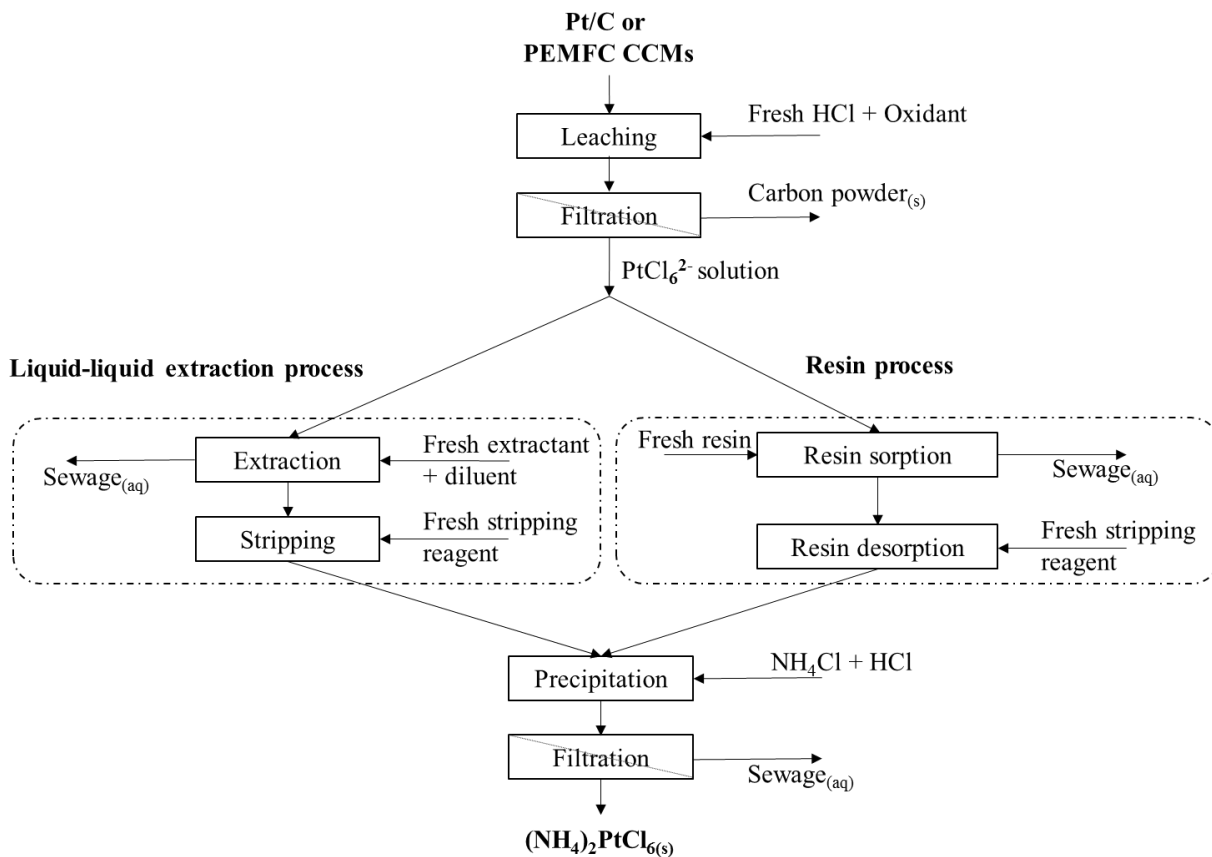 Pt/C or
PEMFC CCMs
Fresh HCl + Oxidant
Leaching
Carbon powder(s)
Filtration
PtCl₆²⁻ solution
Liquid-liquid extraction process
Resin process
Fresh extractant
+ diluent
Extraction
Sewage(aq)
Fresh stripping
reagent
Stripping
Fresh resin
Resin sorption
Sewage(aq)
Resin desorption
Fresh stripping
reagent
NH₄Cl + HCl
Precipitation
Filtration
Sewage(aq)
(NH₄)₂PtCl₆(s)